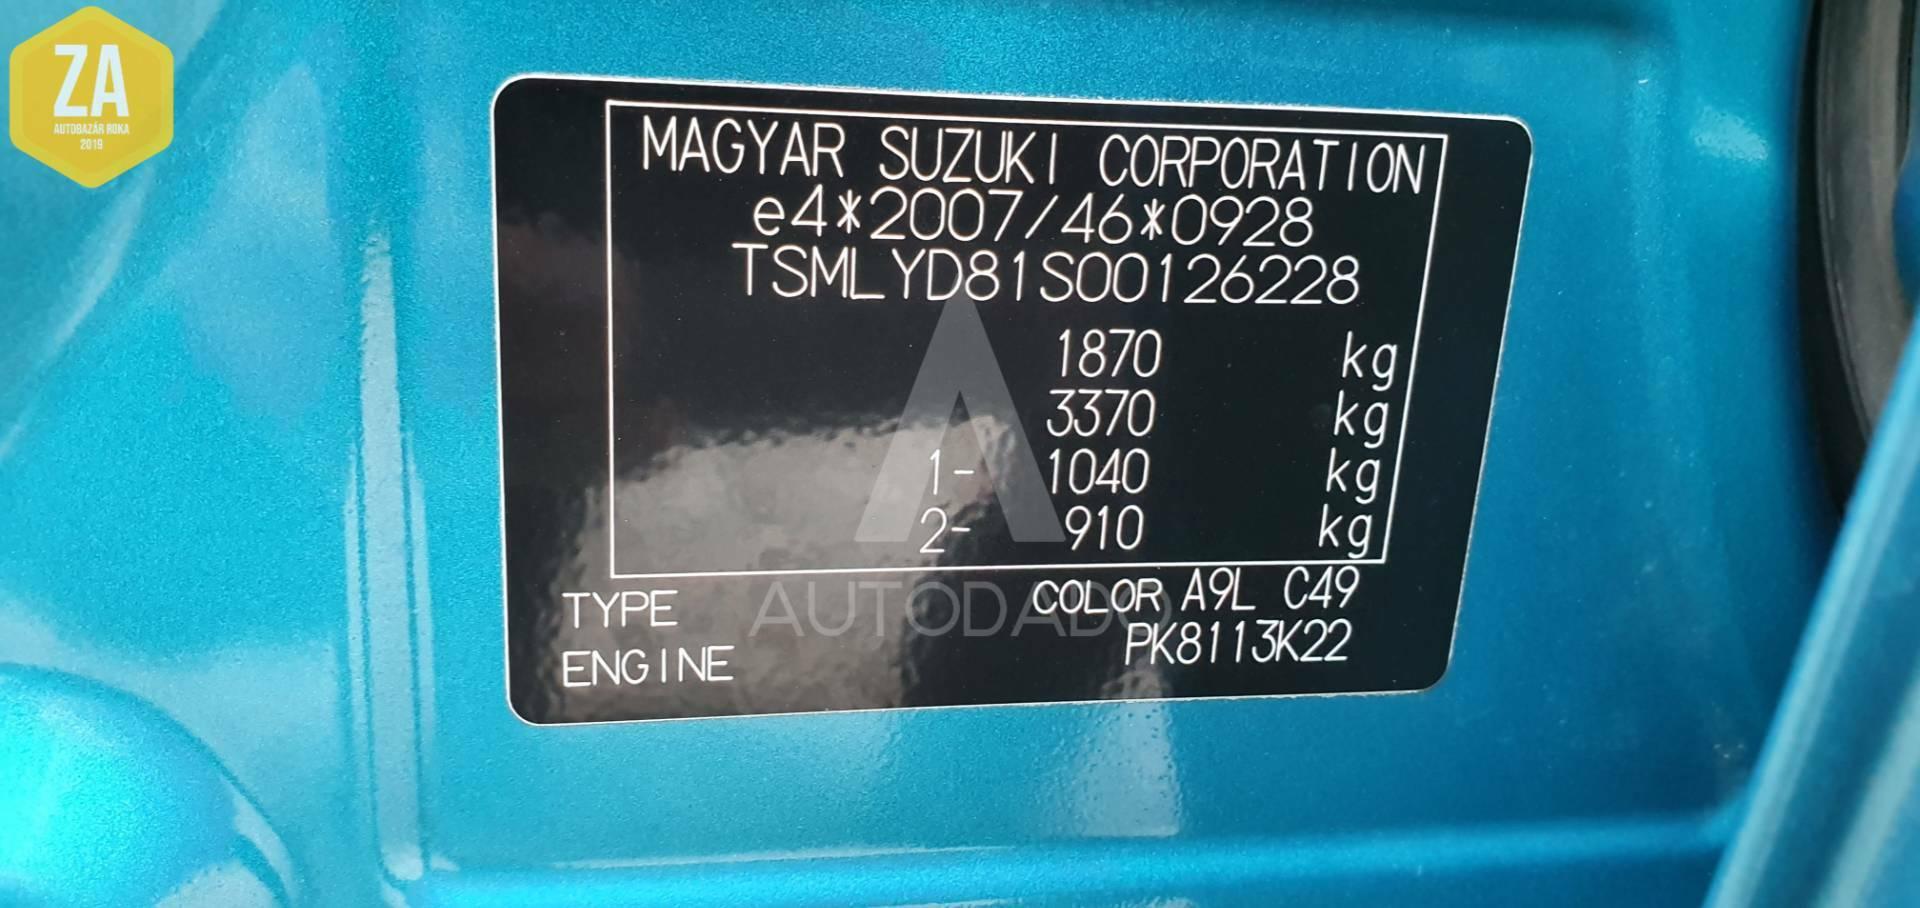 ZA
AUTOBAZÁR ROKA
2019
MAGYAR SUZUKI CORPORATION
e4*2007/46*0928
TSMLYD81S00126228
1870 kg
3370 kg
1- 1040 kg
2- 910 kg
TYPE COLOR A9L C49
ENGINE PK8113K22
AUTODADO